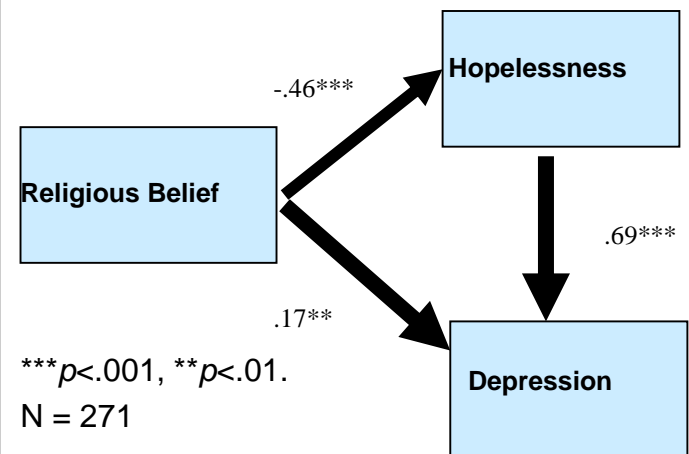 Hopelessness
-.46***
Religious Belief
.69***
.17**
***p<.001, **p<.01.
Depression
N = 271